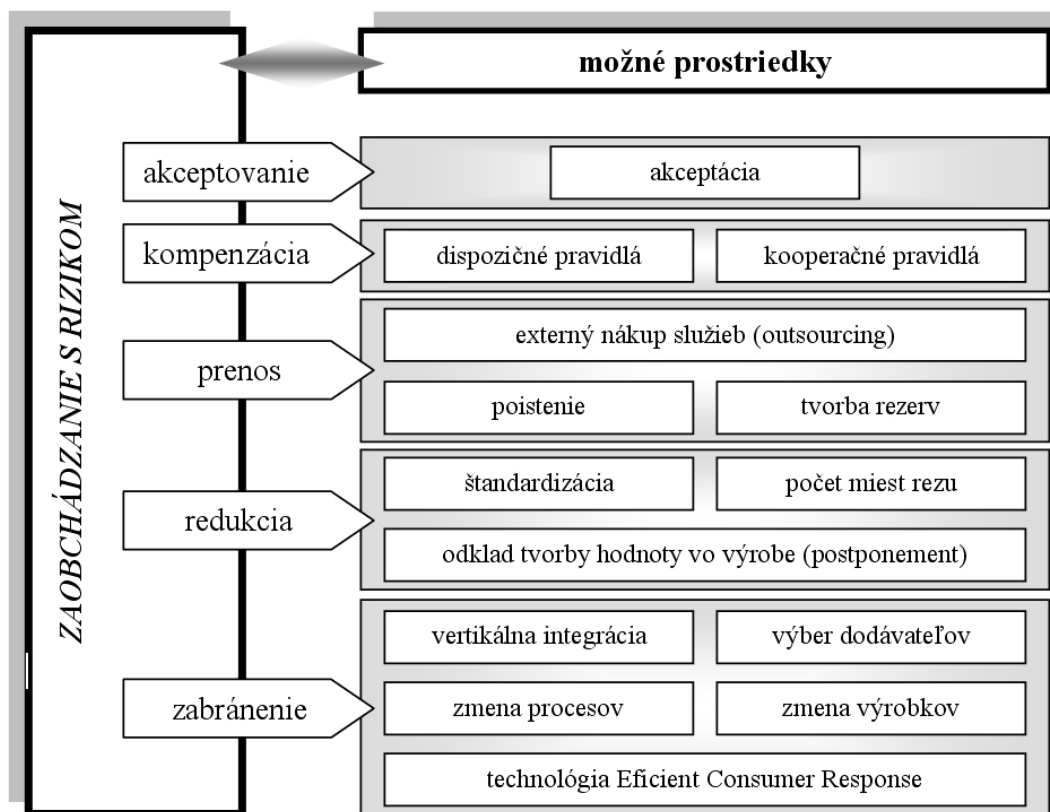 možné prostriedky
ZAOBCHÁDZANIE S RIZIKOM
akceptovanie
akceptácia
kompenzácia
dispozičné pravidlá
kooperačné pravidlá
prenos
externý nákup služieb (outsourcing)
poistenie
tvorba rezerv
redukcia
štandardizácia
počet miest rezu
odklad tvorby hodnoty vo výrobe (postponement)
zabránenie
vertikálna integrácia
výber dodávateľov
zmena procesov
zmena výrobkov
technológia Eficient Consumer Response